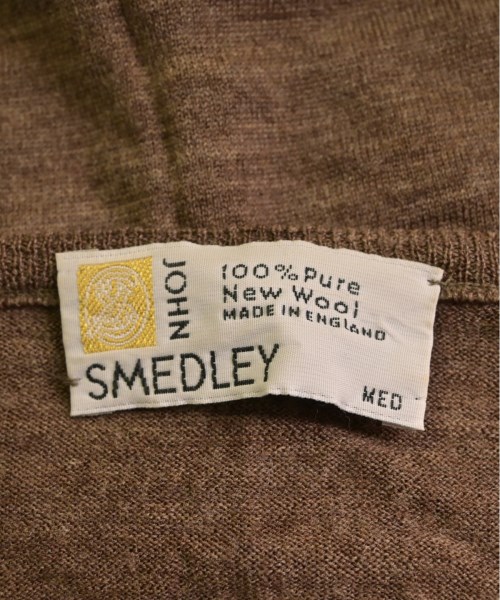 JOHN
SMEDLEY
100% Pure
New Wool
MADE IN ENGLAND
MED